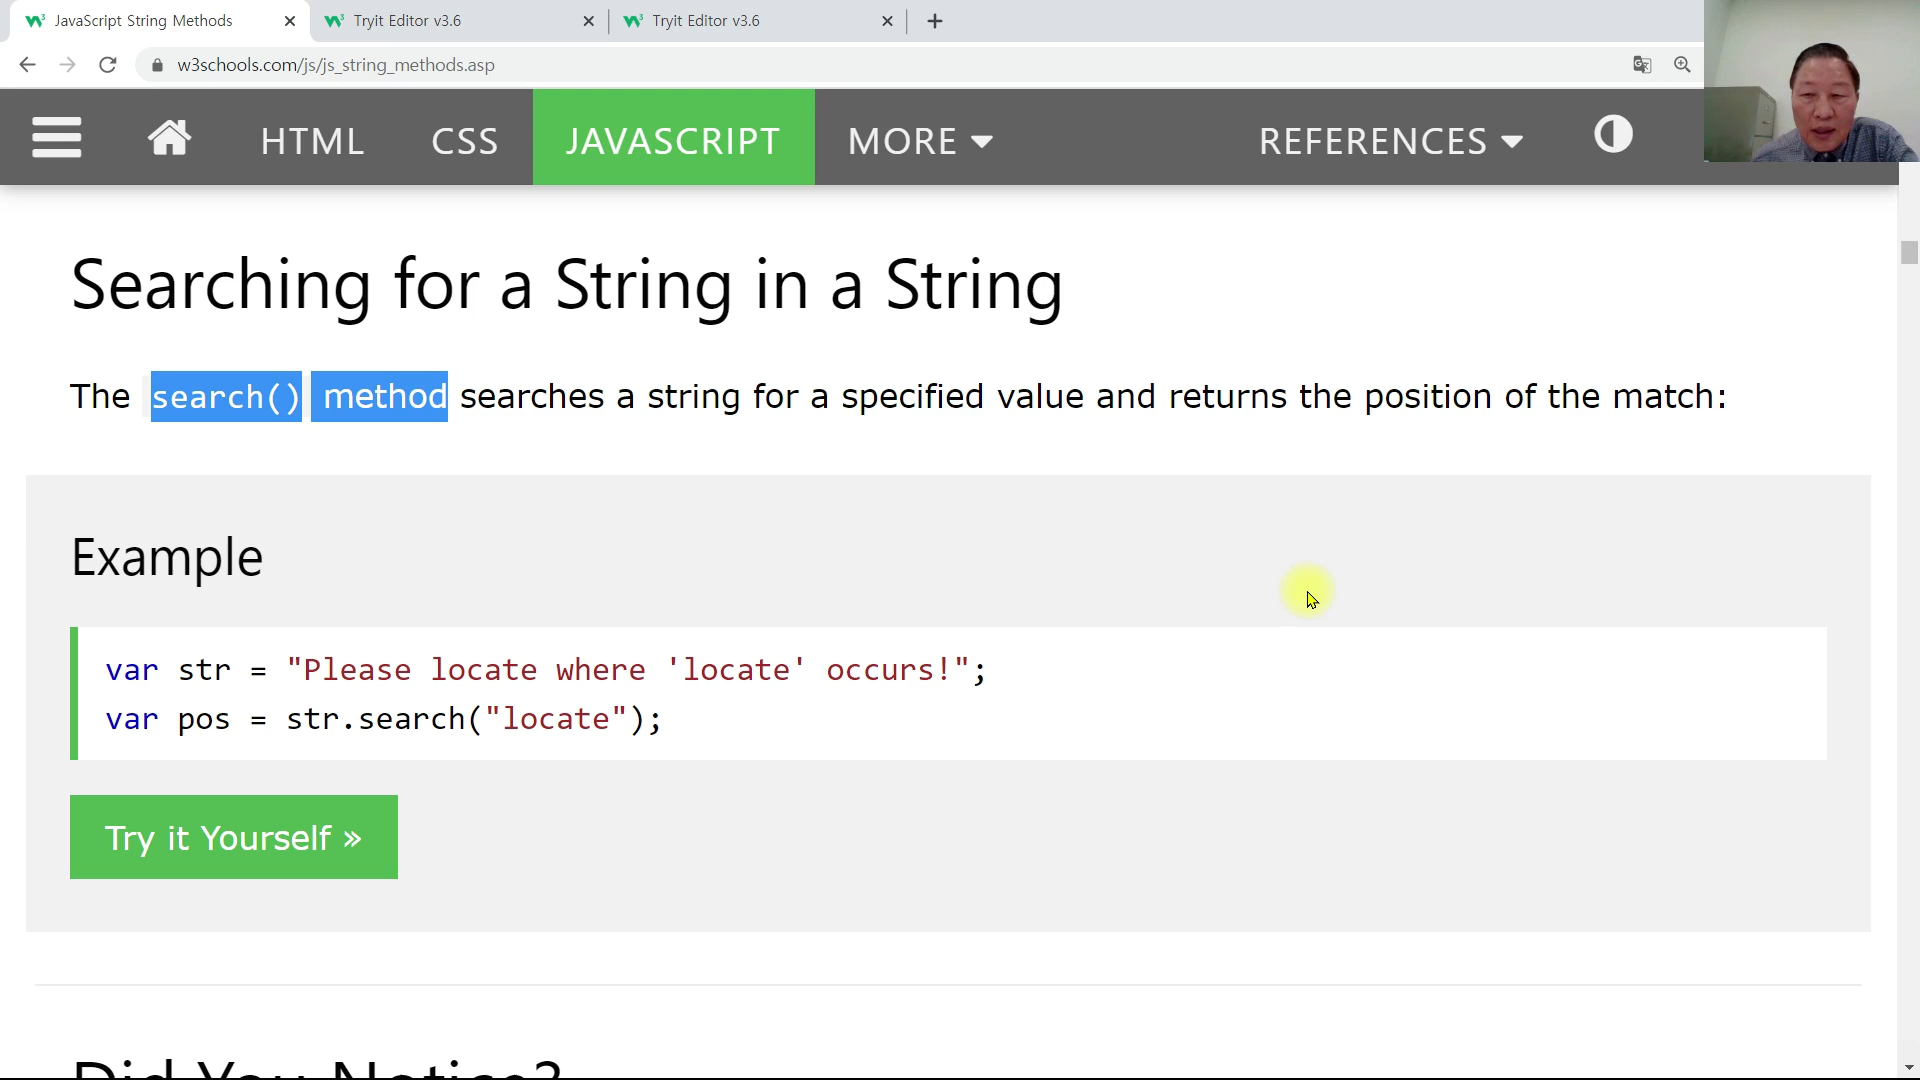 JavaScript String Methods
Tryit Editor v3.6
Tryit Editor v3.6
w3schools.com/js/js_string_methods.asp
HTML CSS JAVASCRIPT MORE REFERENCES
Searching for a String in a String
The search() method searches a string for a specified value and returns the position of the match:
Example
var str = "Please locate where 'locate' occurs!";
var pos = str.search("locate");
Try it Yourself »
Did You Notice?